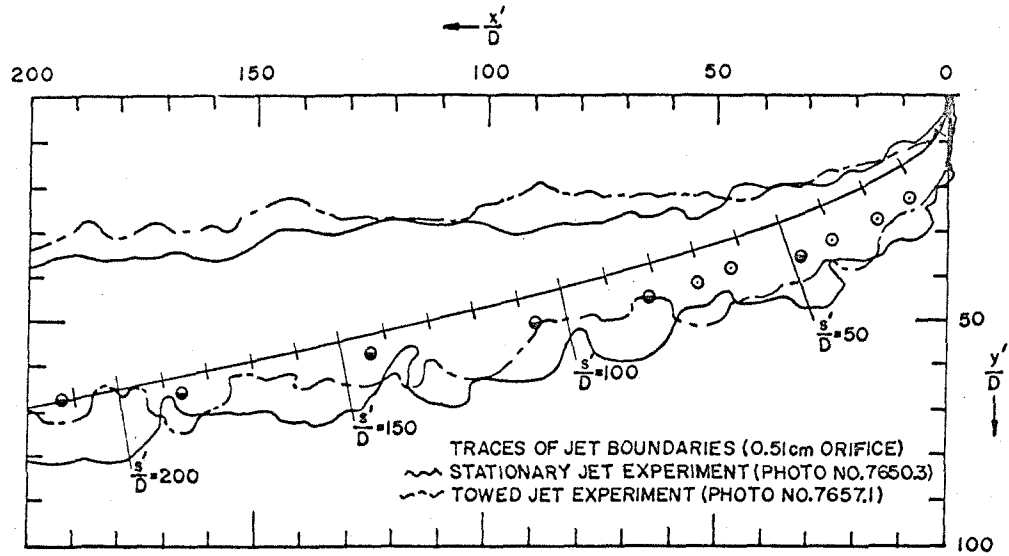 x'/D
200 150 100 50 0
50
y'/D
s'/D=50
s'/D=100
s'/D=150
s'/D=200
TRACES OF JET BOUNDARIES (0.51cm ORIFICE)
STATIONARY JET EXPERIMENT (PHOTO NO.7650.3)
TOWED JET EXPERIMENT (PHOTO NO.7657.1)
100